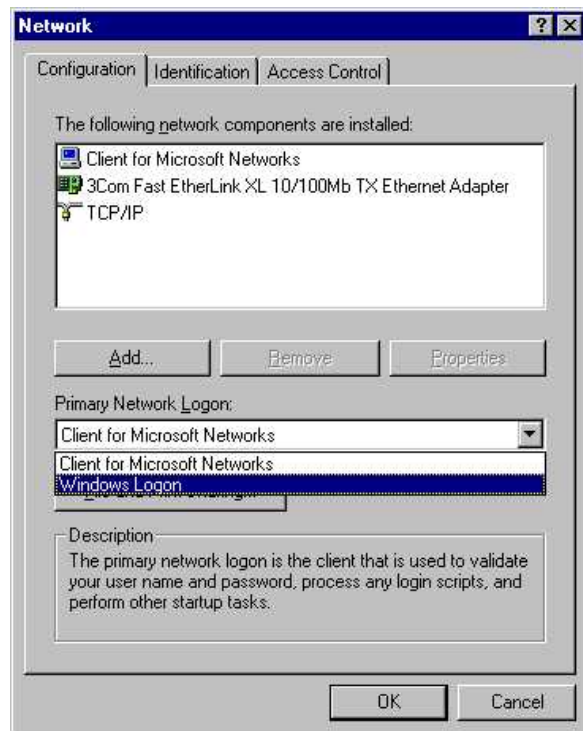 Network
Configuration Identification Access Control
The following network components are installed:
Client for Microsoft Networks
3Com Fast EtherLink XL 10/100Mb TX Ethernet Adapter
TCP/IP
Add... Remove Properties
Primary Network Logon:
Client for Microsoft Networks
Client for Microsoft Networks
Windows Logon
Description
The primary network logon is the client that is used to validate
your user name and password, process any login scripts, and
perform other startup tasks.
OK Cancel